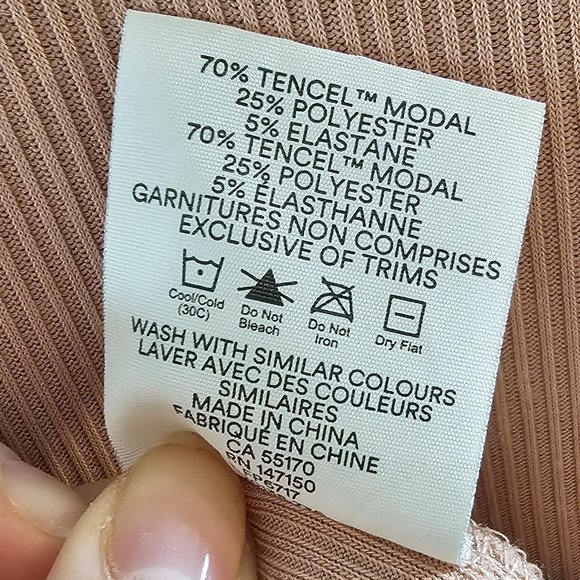 70% TENCEL™ MODAL
25% POLYESTER
5% ELASTANE
70% TENCEL™ MODAL
25% POLYESTER
5% ÉLASTHANNE
GARNITURES NON COMPRISES
EXCLUSIVE OF TRIMS
Cool/Cold (30C) Do Not Bleach Do Not Iron Dry Flat
WASH WITH SIMILAR COLOURS
LAVER AVEC DES COULEURS
SIMILAIRES
MADE IN CHINA
FABRIQUÉ EN CHINE
CA 55170
RN 147150